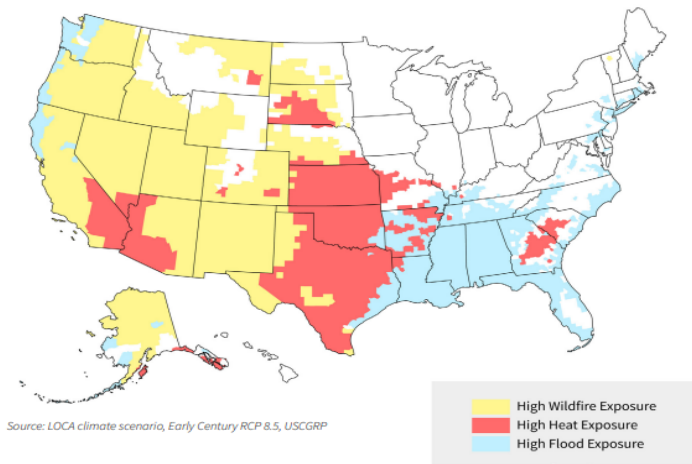 High Wildfire Exposure
High Heat Exposure
High Flood Exposure
Source: LOCA climate scenario, Early Century RCP 8.5, USCGRP